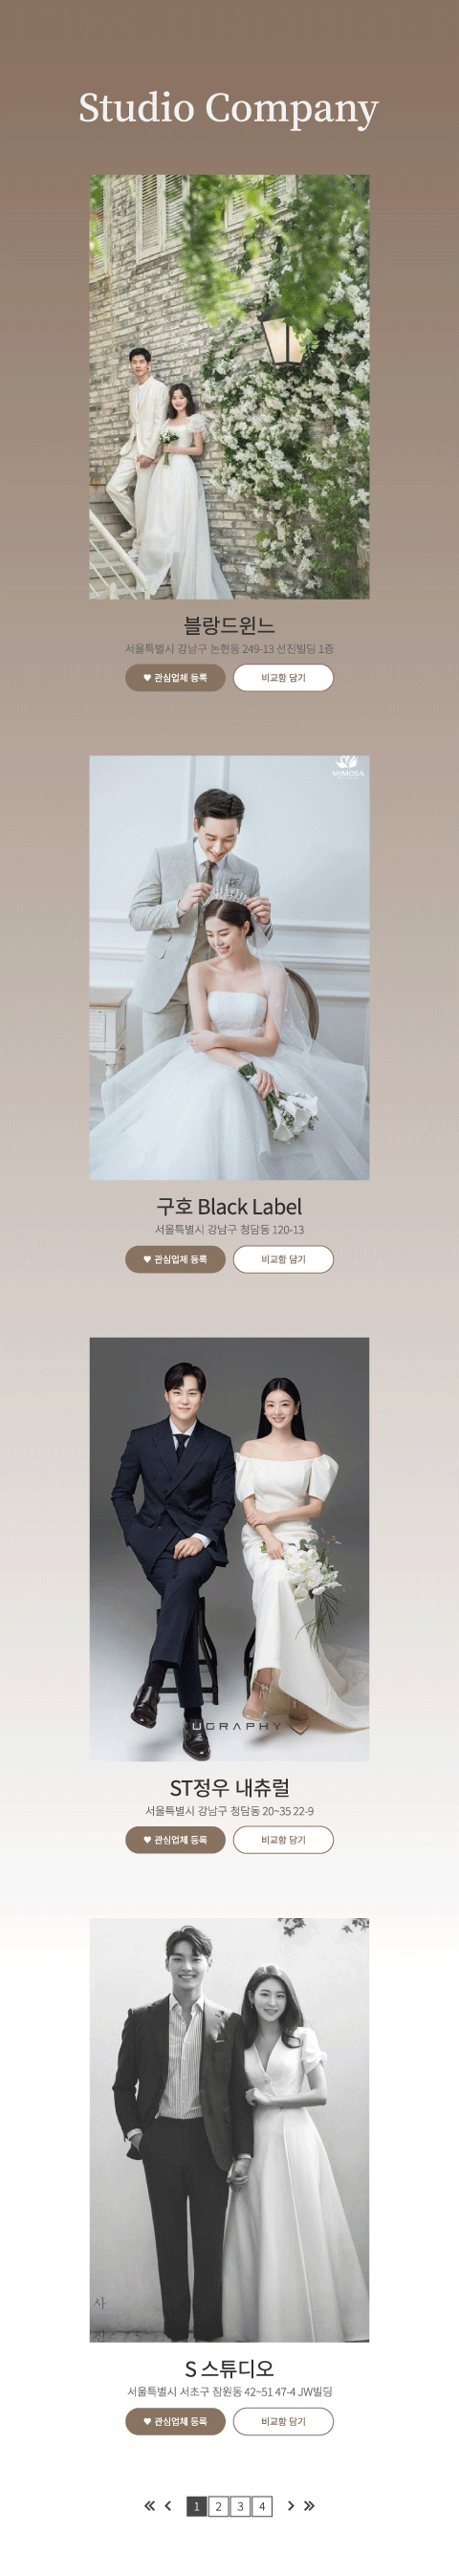 Studio Company
블랑드윈느
서울특별시 강남구 논현동 249-13 선진빌딩 1층
♥ 관심업체 등록
비교함 담기
MIMOSA
구호 Black Label
서울특별시 강남구 청담동 120-13
♥ 관심업체 등록
비교함 담기
UGRAPHY
ST정우 내츄럴
서울특별시 강남구 청담동 20~35 22-9
♥ 관심업체 등록
비교함 담기
사
진
S 스튜디오
서울특별시 서초구 잠원동 42~51 47-4 JW빌딩
♥ 관심업체 등록
비교함 담기
« ‹ 1 2 3 4 › »